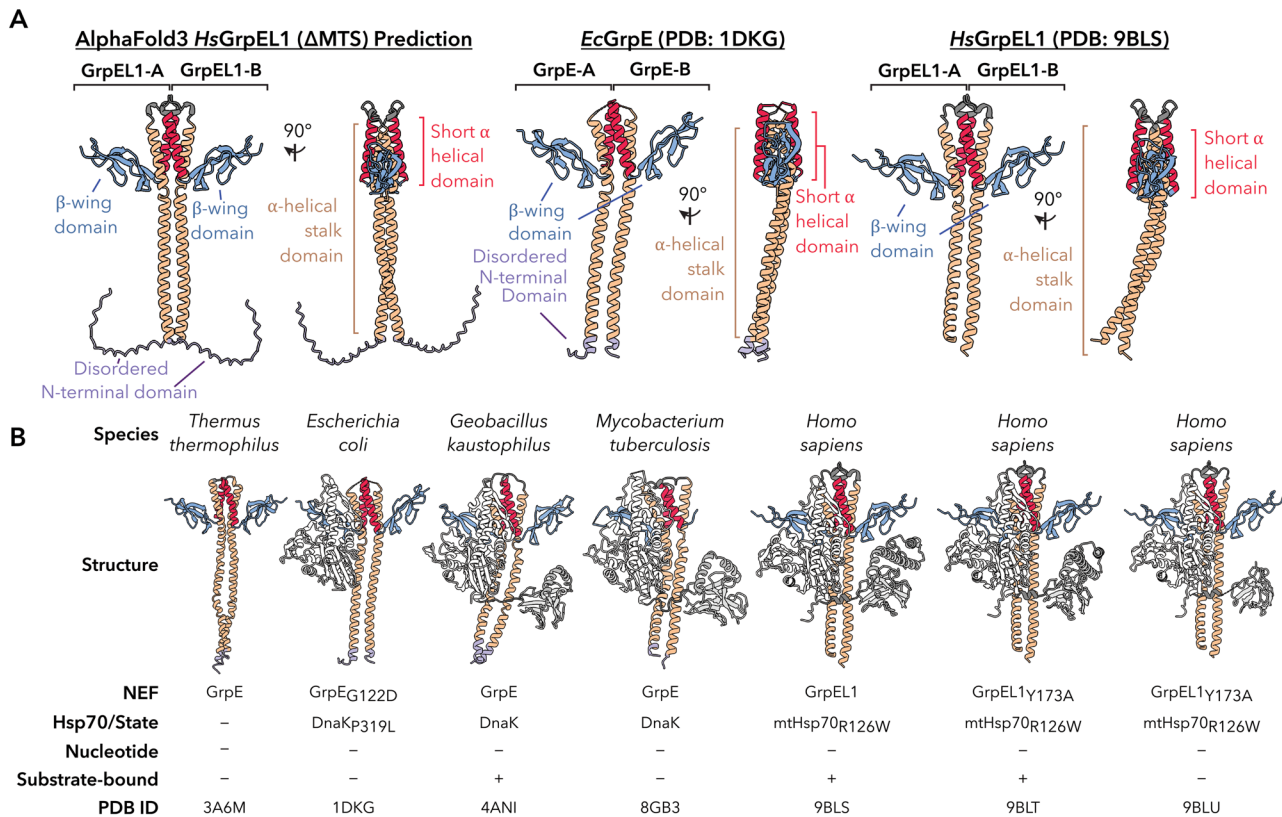 A
AlphaFold3 HsGrpEL1 (ΔMTS) Prediction
GrpEL1-A GrpEL1-B
90°
Short α
helical
domain
β-wing
domain
β-wing
domain
α-helical
stalk
domain
Disordered
N-terminal domain
EcGrpE (PDB: 1DKG)
GrpE-A GrpE-B
90°
β-wing
domain
Disordered
N-terminal
Domain
α-helical
stalk
domain
Short α
helical
domain
HsGrpEL1 (PDB: 9BLS)
GrpEL1-A GrpEL1-B
90°
β-wing
domain
α-helical
stalk
domain
Short α
helical
domain
B
Species Thermus thermophilus Escherichia coli Geobacillus kaustophilus Mycobacterium tuberculosis Homo sapiens Homo sapiens Homo sapiens
Structure
NEF GrpE GrpEG122D GrpE GrpE GrpEL1 GrpEL1Y173A GrpEL1Y173A
Hsp70/State – DnaKP319L DnaK DnaK mtHsp70R126W mtHsp70R126W mtHsp70R126W
Nucleotide – – – – – – –
Substrate-bound – – + – + + –
PDB ID 3A6M 1DKG 4ANI 8GB3 9BLS 9BLT 9BLU